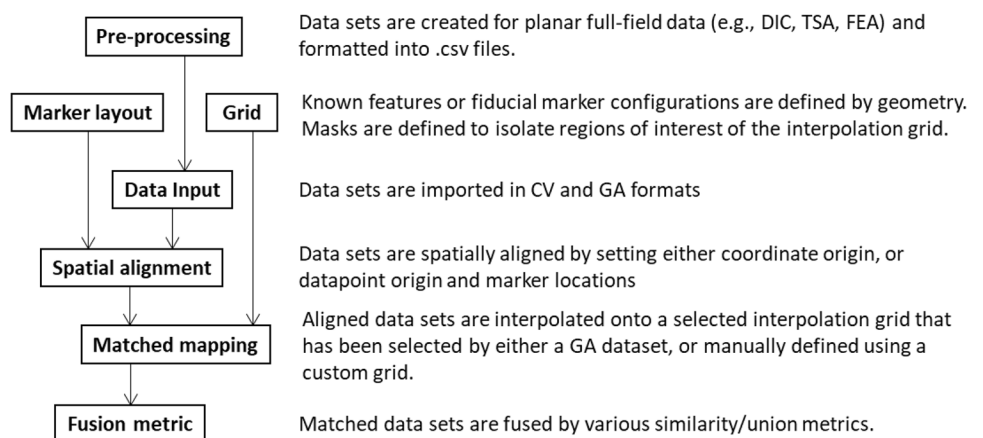 Pre-processing
Data sets are created for planar full-field data (e.g., DIC, TSA, FEA) and
formatted into .csv files.
Marker layout
Grid
Known features or fiducial marker configurations are defined by geometry.
Masks are defined to isolate regions of interest of the interpolation grid.
Data Input
Data sets are imported in CV and GA formats
Spatial alignment
Data sets are spatially aligned by setting either coordinate origin, or
datapoint origin and marker locations
Matched mapping
Aligned data sets are interpolated onto a selected interpolation grid that
has been selected by either a GA dataset, or manually defined using a
custom grid.
Fusion metric
Matched data sets are fused by various similarity/union metrics.